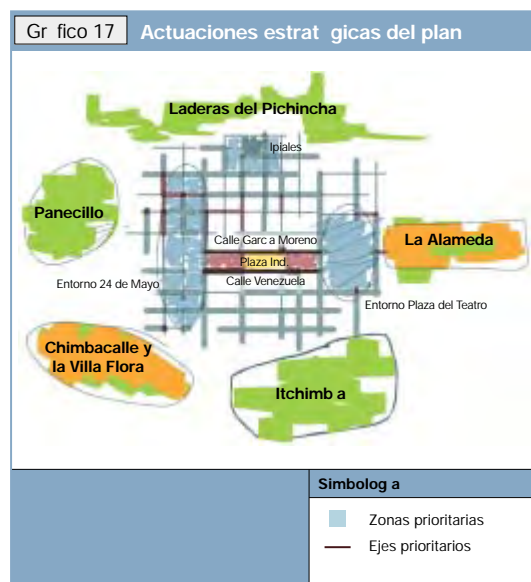 Gr fico 17 Actuaciones estrat gicas del plan
Laderas del Pichincha
Ipiales
Panecillo
Calle Garc a Moreno
La Alameda
Plaza Ind.
Entorno 24 de Mayo
Calle Venezuela
Entorno Plaza del Teatro
Chimbacalle y
la Villa Flora
Itchimb a
Simbolog a
Zonas prioritarias
Ejes prioritarios